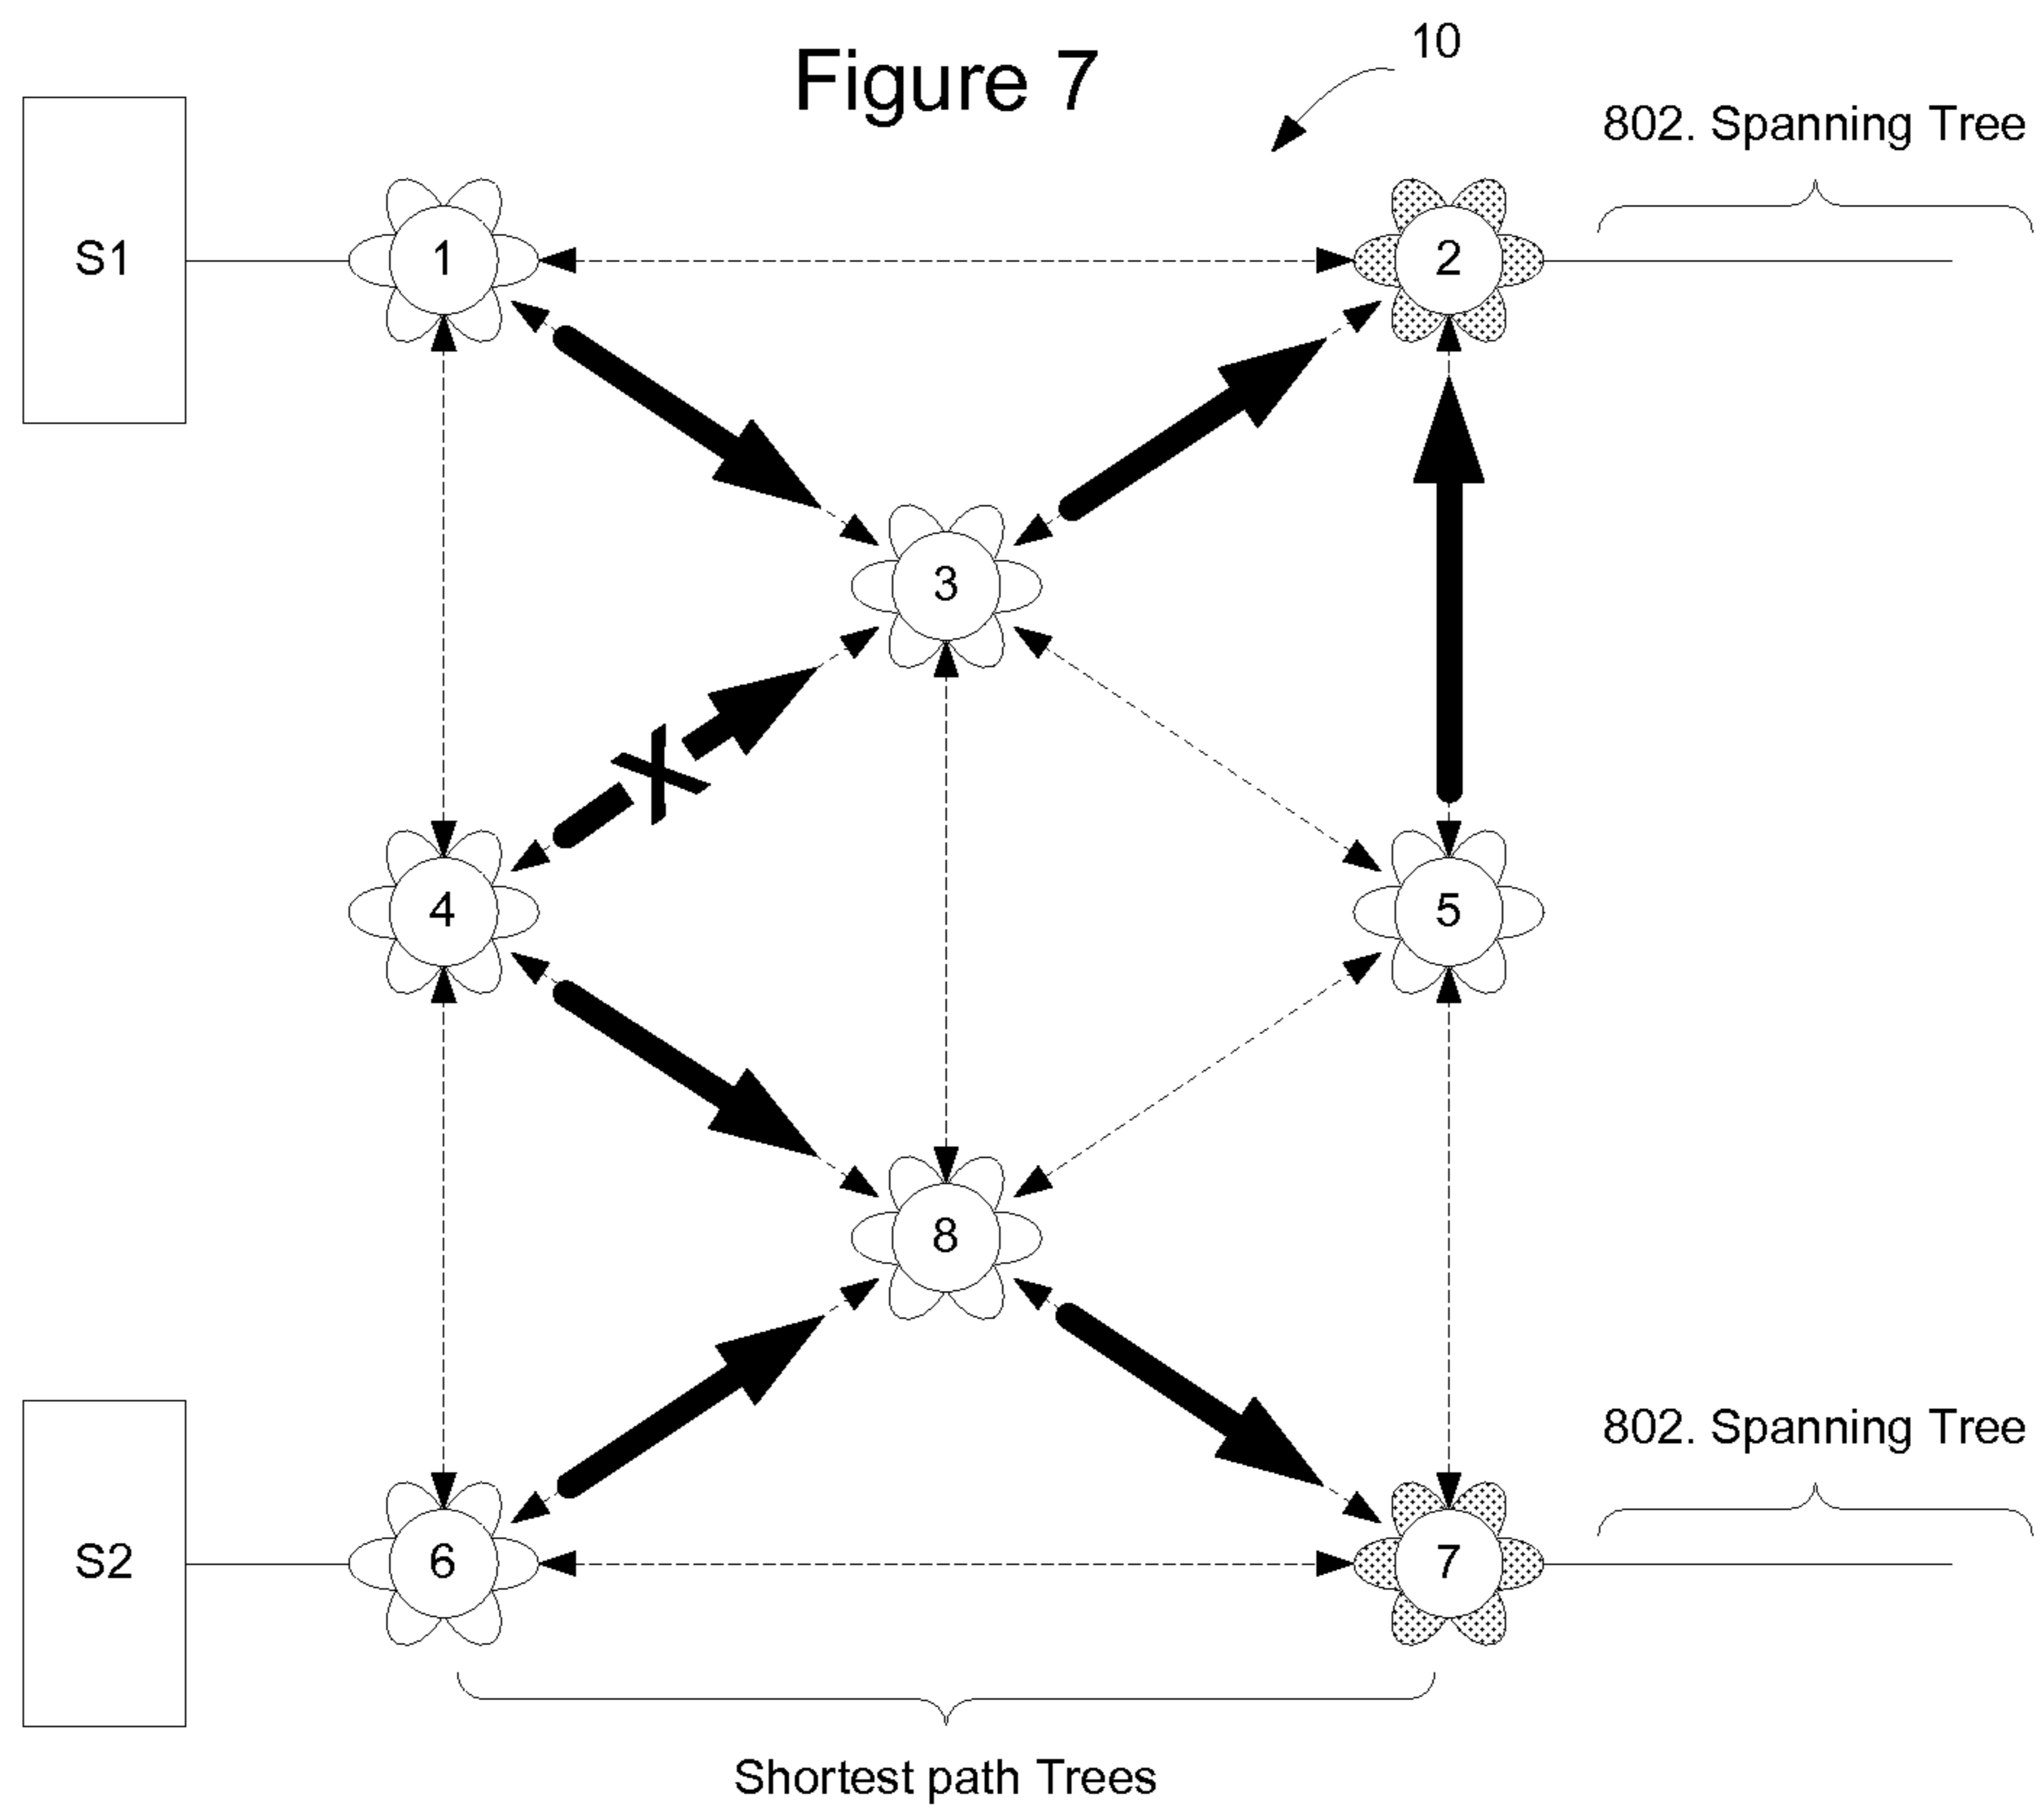 Figure 7
10
802. Spanning Tree
S1
1
2
3
X
4
5
8
802. Spanning Tree
S2
6
7
Shortest path Trees